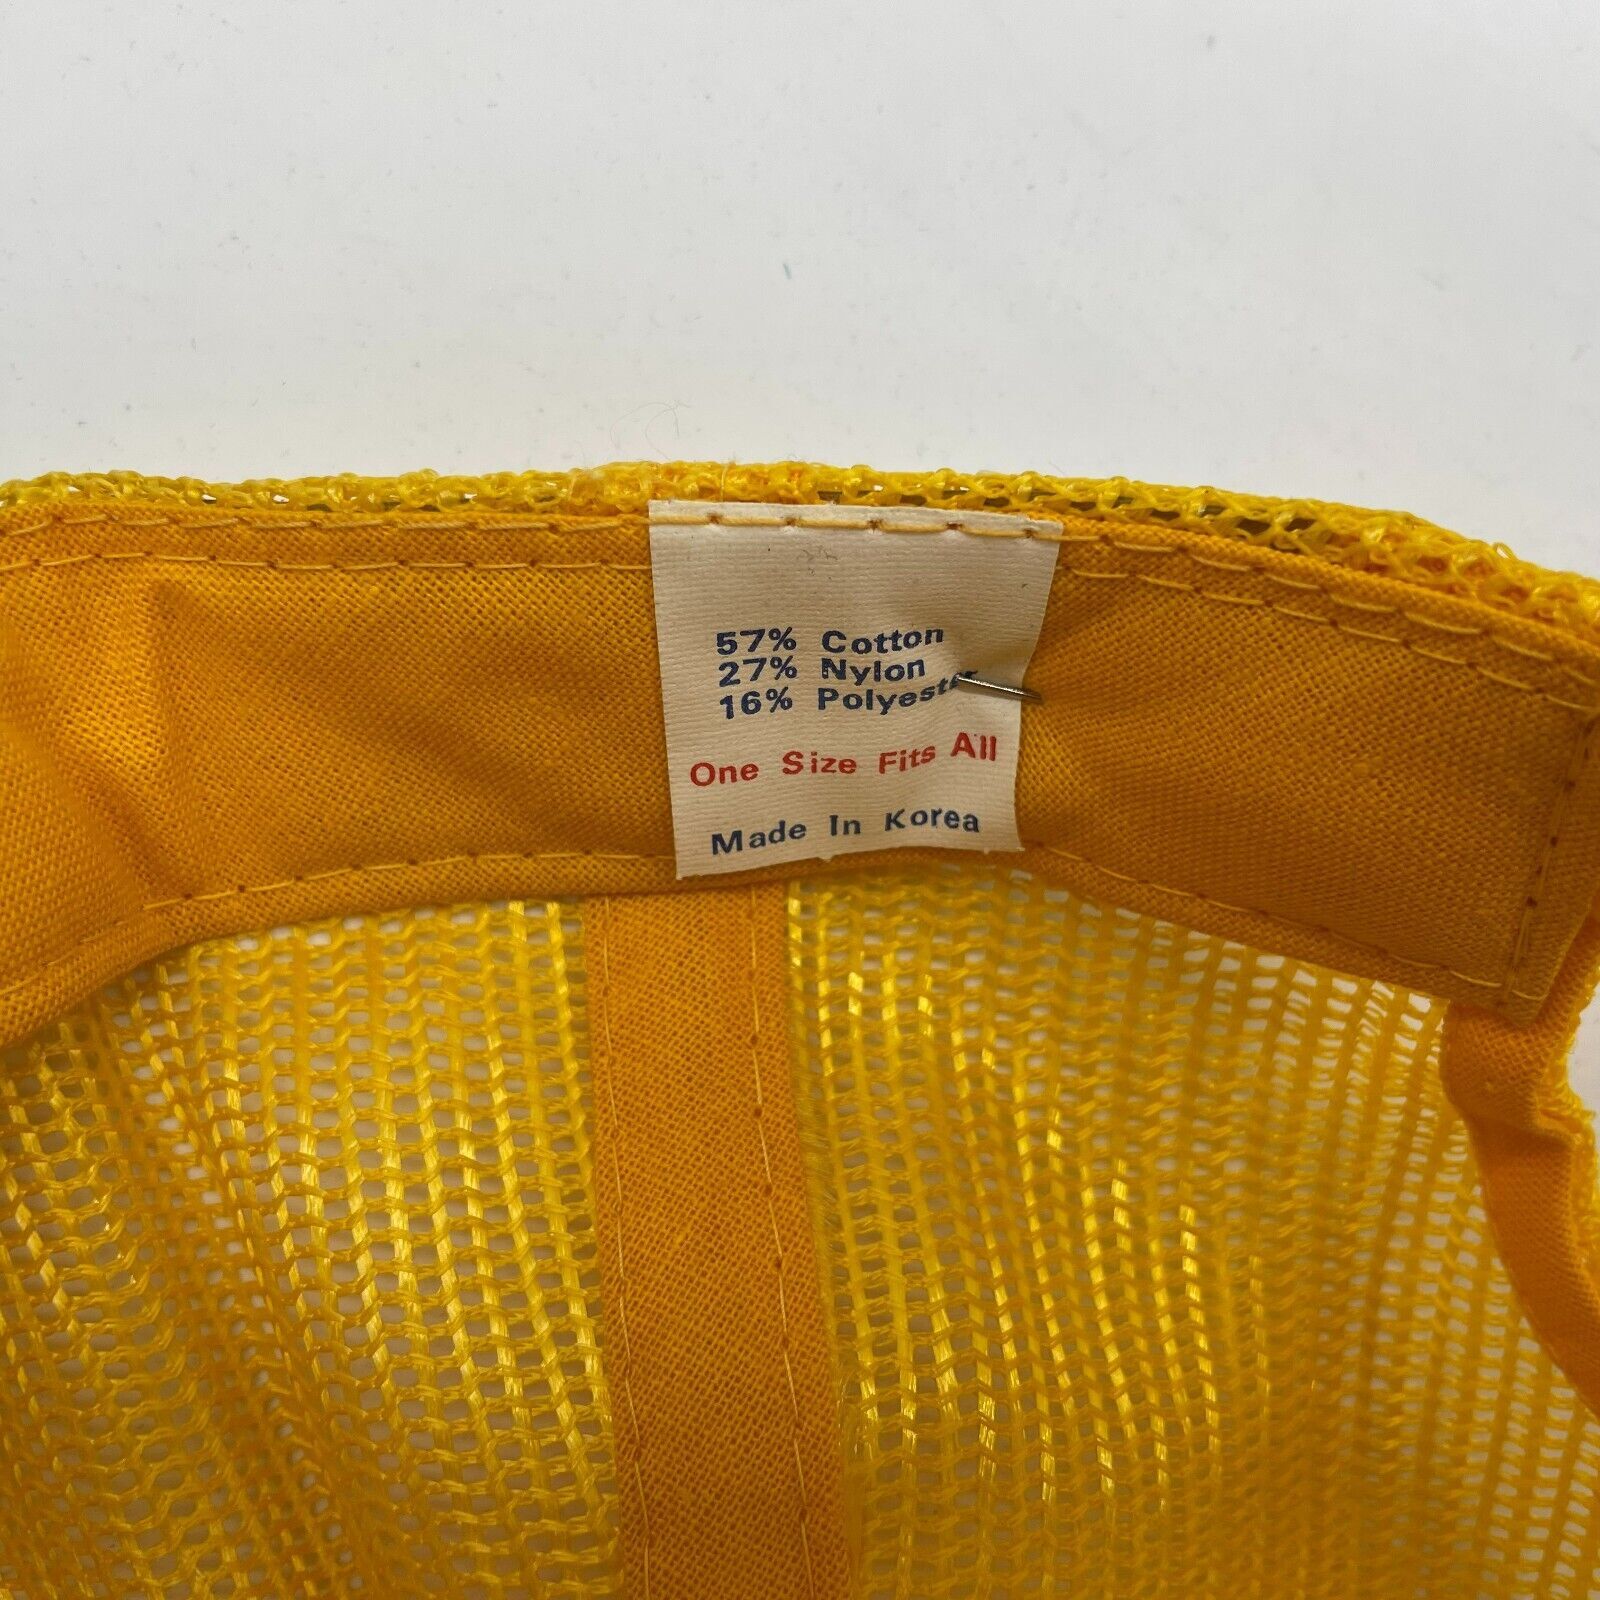 57% Cotton
27% Nylon
16% Polyester
One Size Fits All
Made In Korea